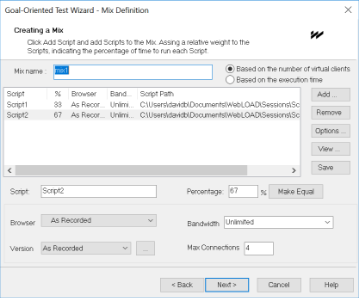 Goal-Oriented Test Wizard - Mix Definition
Creating a Mix
Click Add Script and add Scripts to the Mix. Assing a relative weight to the
Scripts, indicating the percentage of time to run each Script
Mix name : mix1
Based on the number of virtual clients
Based on the execution time
Script % Browser Band... Script Path
Script1 33 As Recor... Unlimi... C:\Users\davidb\Documents\WebLOAD\Sessions\Sc
Script2 67 As Recor... Unlimi... C:\Users\davidb\Documents\WebLOAD\Sessions\Sc
Add ...
Remove
Options ...
View ...
Save
Script: Script2 Percentage: 67 % Make Equal
Browser As Recorded Bandwidth Unlimited
Version As Recorded ... Max Connections 4
< Back Next > Cancel Help